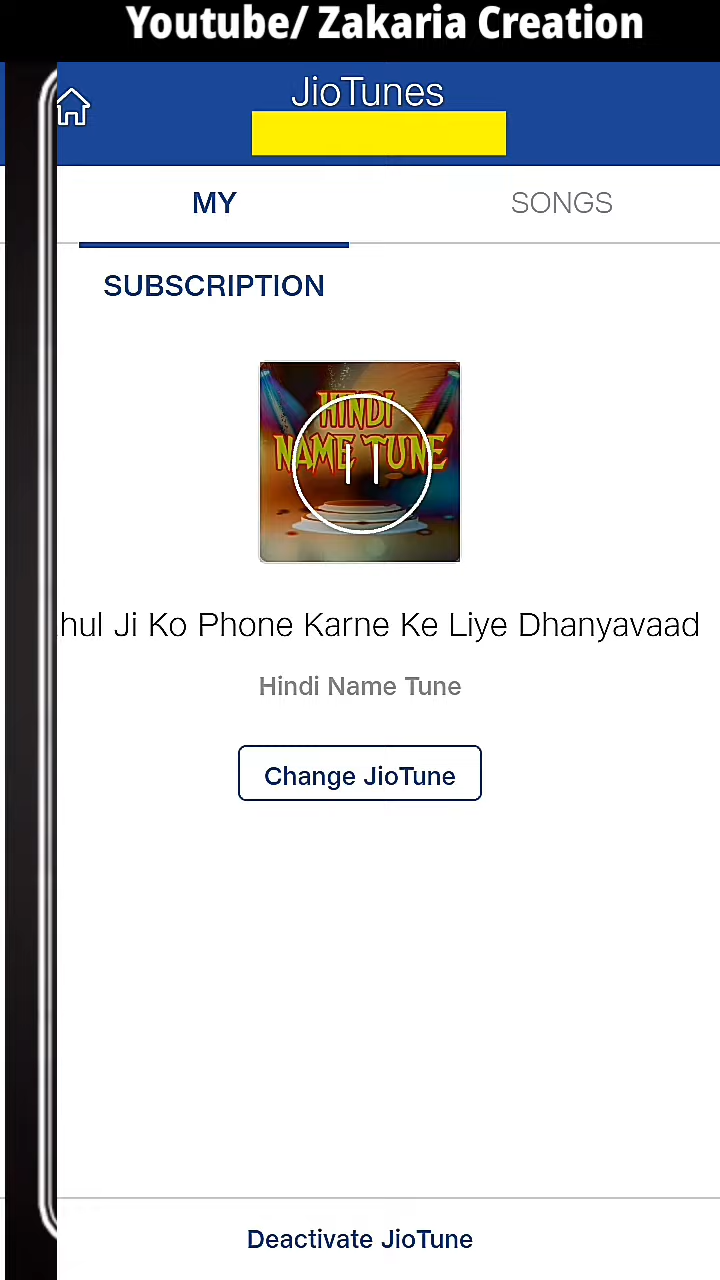 Youtube/ Zakaria Creation
JioTunes
MY
SONGS
SUBSCRIPTION
HINDI
NAME TUNE
hul Ji Ko Phone Karne Ke Liye Dhanyavaad
Hindi Name Tune
Change JioTune
Deactivate JioTune